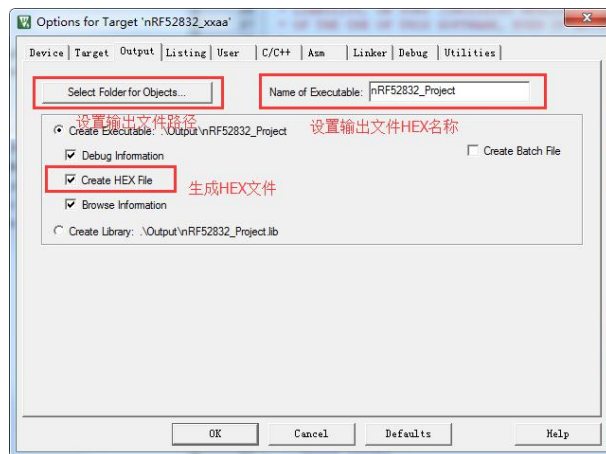 Options for Target 'nRF52832_xxaa'
Device Target Output Listing User C/C++ Asm Linker Debug Utilities
Select Folder for Objects...
Name of Executable: nRF52832_Project
设置输出文件路径
设置输出文件HEX名称
Create Executable: .\Output\nRF52832_Project
Debug Information
Create Batch File
Create HEX File
生成HEX文件
Browse Information
Create Library: .\Output\nRF52832_Project.lib
OK Cancel Defaults Help